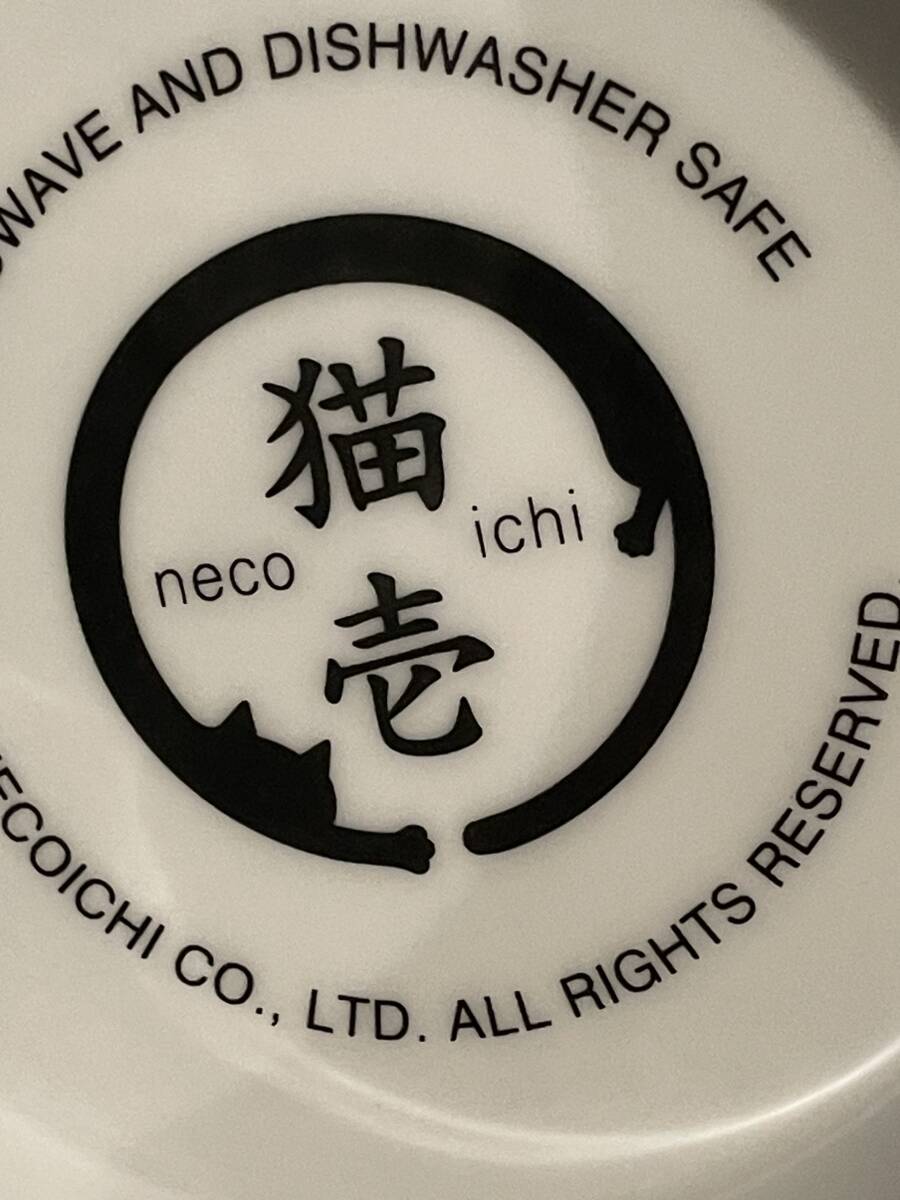 WAVE AND DISHWASHER SAFE
猫
neco ichi
壱
ECOICHI CO., LTD. ALL RIGHTS RESERVED.